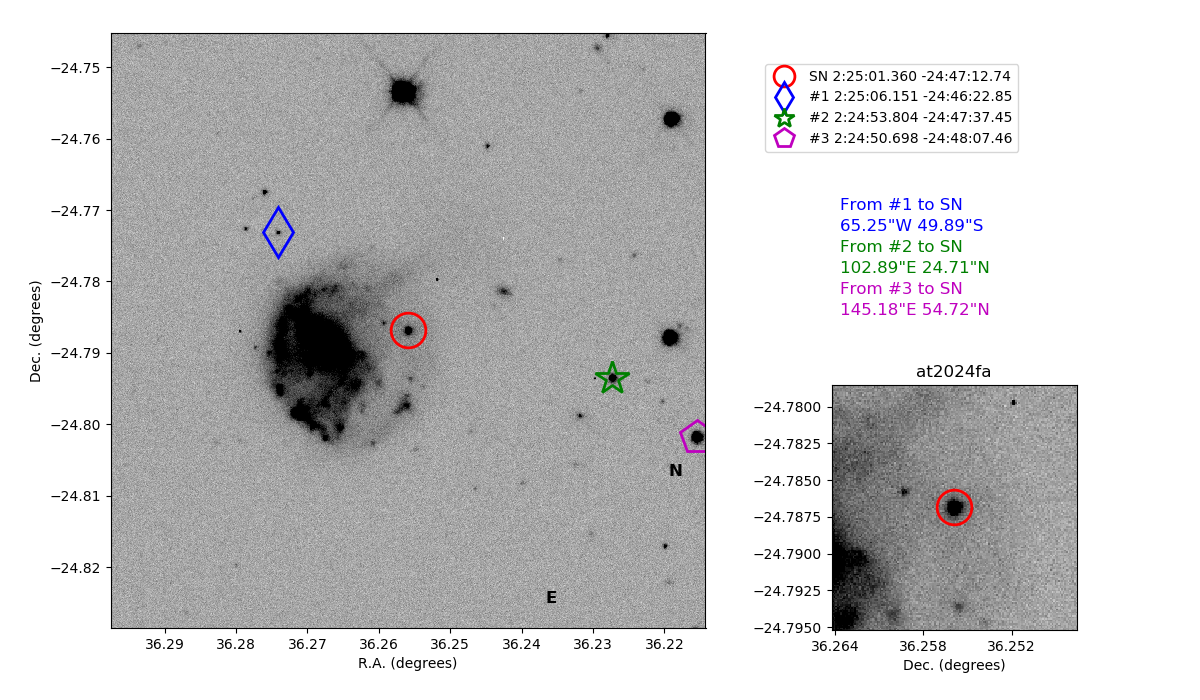 −24.75
−24.76
−24.77
−24.78
−24.79
−24.80
−24.81
−24.82
Dec. (degrees)
36.29
36.28
36.27
36.26
36.25
36.24
36.23
36.22
R.A. (degrees)
N
E
SN 2:25:01.360 -24:47:12.74
#1 2:25:06.151 -24:46:22.85
#2 2:24:53.804 -24:47:37.45
#3 2:24:50.698 -24:48:07.46
From #1 to SN
65.25"W 49.89"S
From #2 to SN
102.89"E 24.71"N
From #3 to SN
145.18"E 54.72"N
at2024fa
−24.7800
−24.7825
−24.7850
−24.7875
−24.7900
−24.7925
−24.7950
36.264
36.258
36.252
Dec. (degrees)